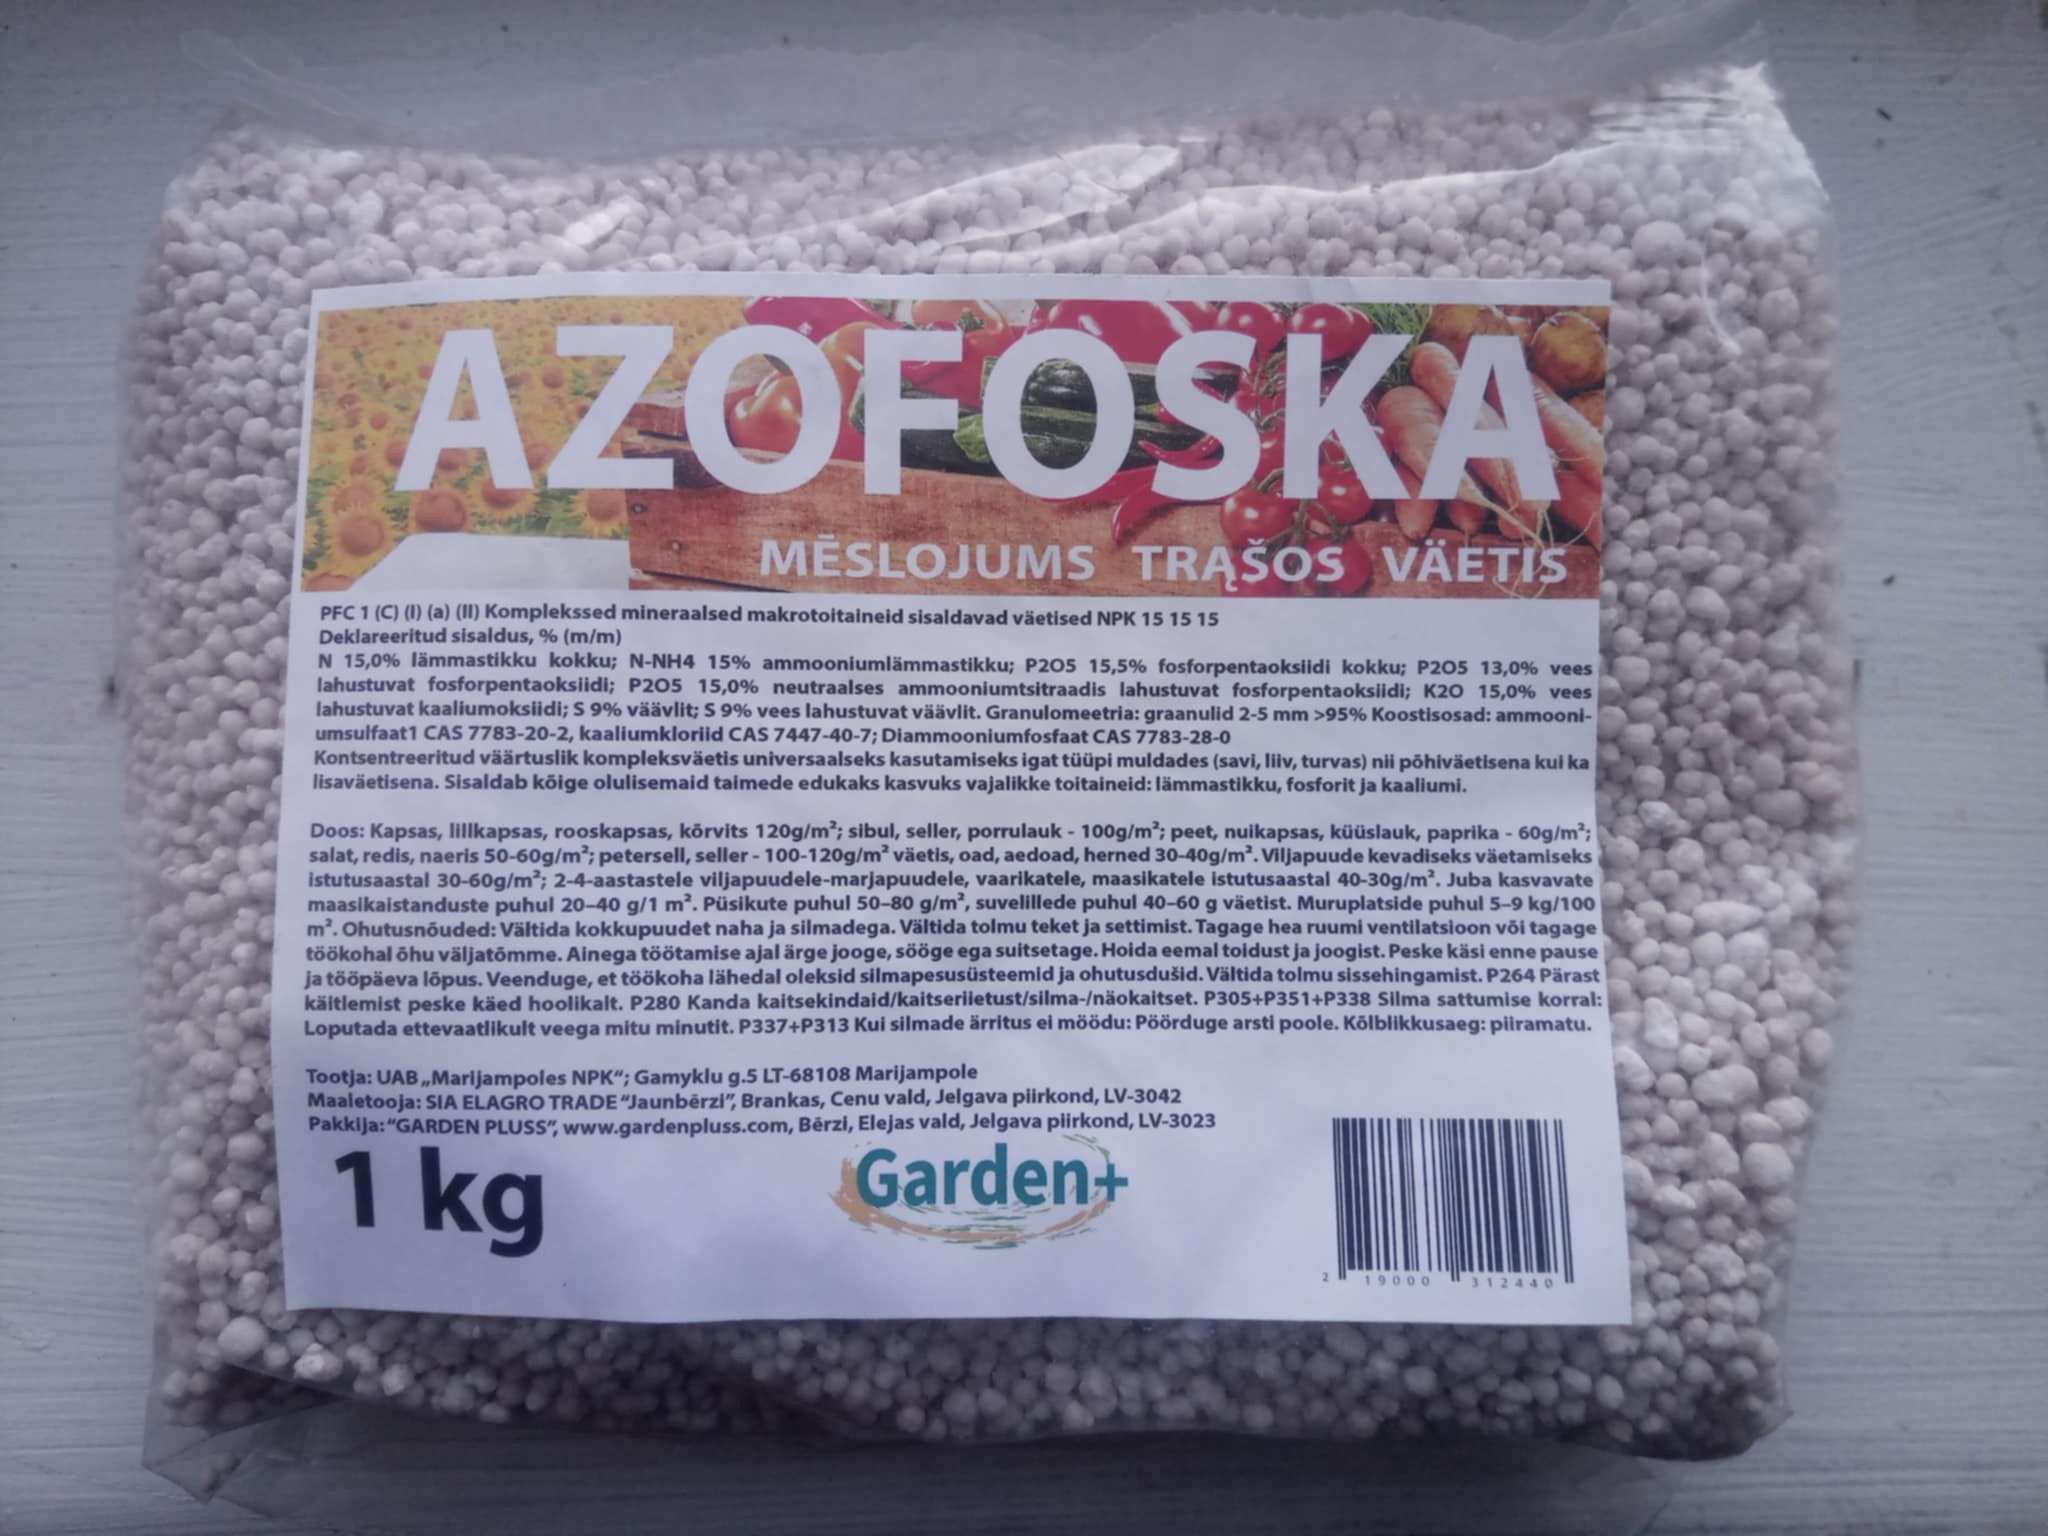 AZOFOSKA
MĒSLOJUMS TRĄŠOS VÄETIS
PFC 1 (C) (I) (a) (II) Komplekssed mineraalsed makrotoitaineid sisaldavad väetised NPK 15 15 15
Deklareeritud sisaldus, % (m/m)
N 15,0% lämmastikku kokku; N-NH4 15% ammooniumlämmastikku; P2O5 15,5% fosforpentaoksiidi kokku; P2O5 13,0% vees
lahustuvat fosforpentaoksiidi; P2O5 15,0% neutraalses ammooniumtsitraadis lahustuvat fosforpentaoksiidi; K2O 15,0% vees
lahustuvat kaaliumoksiidi; S 9% väävlit; S 9% vees lahustuvat väävlit. Granulomeetria: graanulid 2-5 mm >95% Koostisosad: ammooni-
umsulfaat1 CAS 7783-20-2, kaaliumkloriid CAS 7447-40-7; Diammooniumfosfaat CAS 7783-28-0
Kontsentreeritud väärtuslik kompleksväetis universaalseks kasutamiseks igat tüüpi muldades (savi, liiv, turvas) nii põhiväetisena kui ka
lisaväetisena. Sisaldab kõige olulisemaid taimede edukaks kasvuks vajalikke toitaineid: lämmastikku, fosforit ja kaaliumi.
Doos: Kapsas, lillkapsas, rooskapsas, kõrvits 120g/m²; sibul, seller, porrulauk - 100g/m²; peet, nuikapsas, küüslauk, paprika - 60g/m²;
salat, redis, naeris 50-60g/m²; petersell, seller - 100-120g/m² väetis, oad, aedoad, herned 30-40g/m². Viljapuude kevadiseks väetamiseks
istutusaastal 30-60g/m²; 2-4-aastastele viljapuudele-marjapuudele, vaarikatele, maasikatele istutusaastal 40-30g/m². Juba kasvavate
maasikaistanduste puhul 20–40 g/1 m². Püsikute puhul 50–80 g/m², suvelillede puhul 40–60 g väetist. Muruplatside puhul 5–9 kg/100
m². Ohutusnõuded: Vältida kokkupuudet naha ja silmadega. Vältida tolmu teket ja settimist. Tagage hea ruumi ventilatsioon või tagage
töökohal õhu väljatõmme. Ainega töötamise ajal ärge jooge, sööge ega suitsetage. Hoida eemal toidust ja joogist. Peske käsi enne pause
ja tööpäeva lõpus. Veenduge, et töökoha lähedal oleksid silmapesusüsteemid ja ohutusdušid. Vältida tolmu sissehingamist. P264 Pärast
käitlemist peske käed hoolikalt. P280 Kanda kaitsekindaid/kaitseriietust/silma-/näokaitset. P305+P351+P338 Silma sattumise korral:
Loputada ettevaatlikult veega mitu minutit. P337+P313 Kui silmade ärritus ei möödu: Pöörduge arsti poole. Kõlblikkusaeg: piiramatu.
Tootja: UAB „Marijampoles NPK“; Gamyklu g.5 LT-68108 Marijampole
Maaletooja: SIA ELAGRO TRADE “Jaunbērzi”, Brankas, Cenu vald, Jelgava piirkond, LV-3042
Pakkija: “GARDEN PLUSS”, www.gardenpluss.com, Bērzi, Elejas vald, Jelgava piirkond, LV-3023
1 kg
Garden+
2 19000 312440